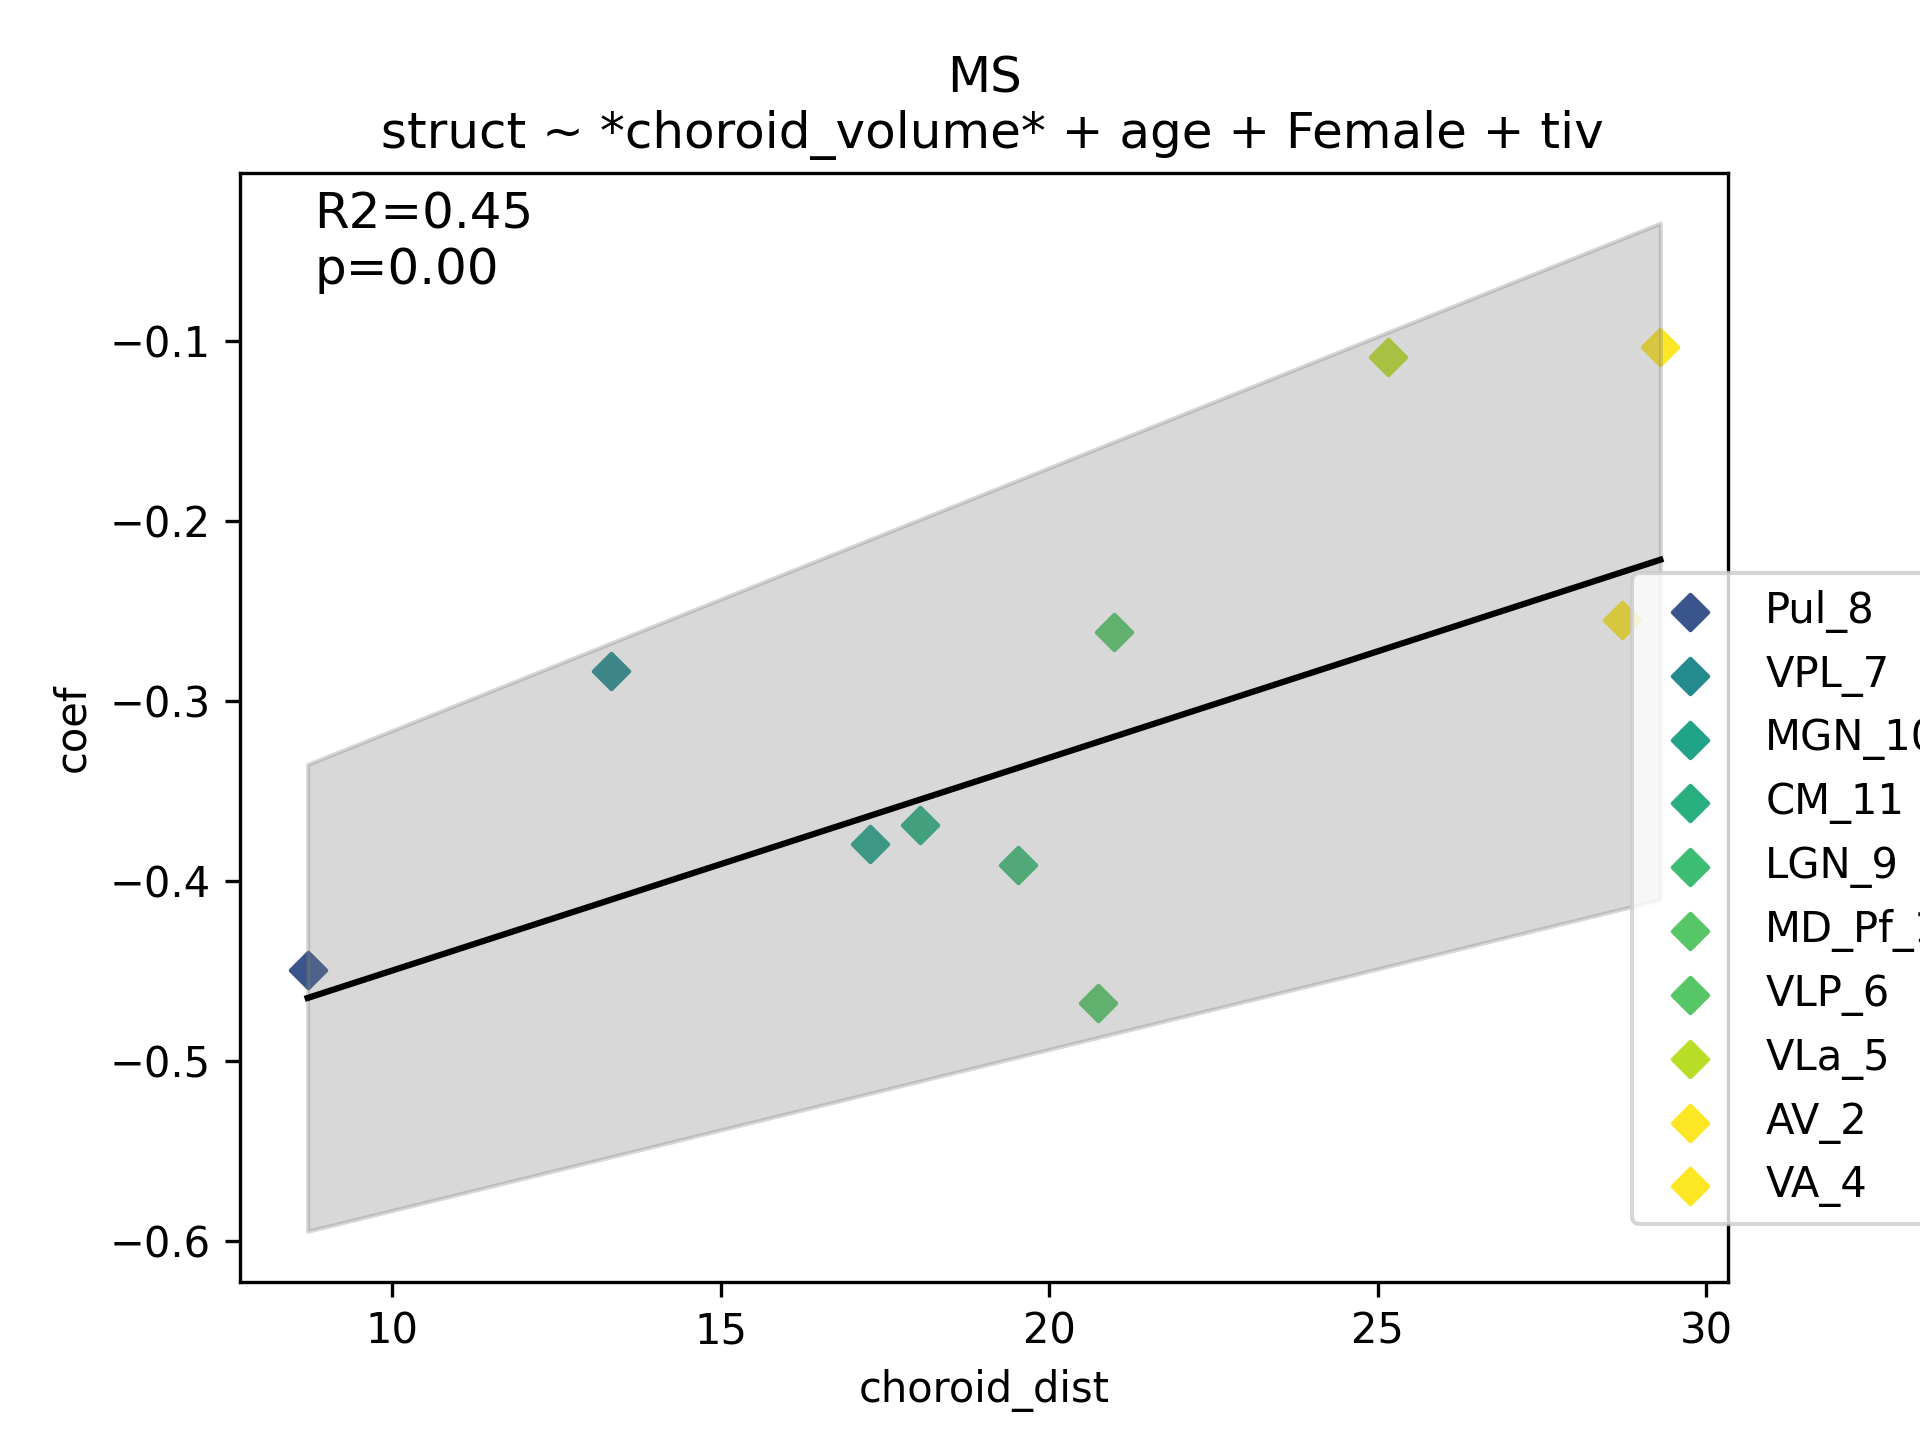 MS
struct ~ *choroid_volume* + age + Female + tiv
R2=0.45
p=0.00
−0.1
−0.2
−0.3
−0.4
−0.5
−0.6
coef
10 15 20 25 30
choroid_dist
Pul_8
VPL_7
MGN_10
CM_11
LGN_9
MD_Pf_
VLP_6
VLa_5
AV_2
VA_4